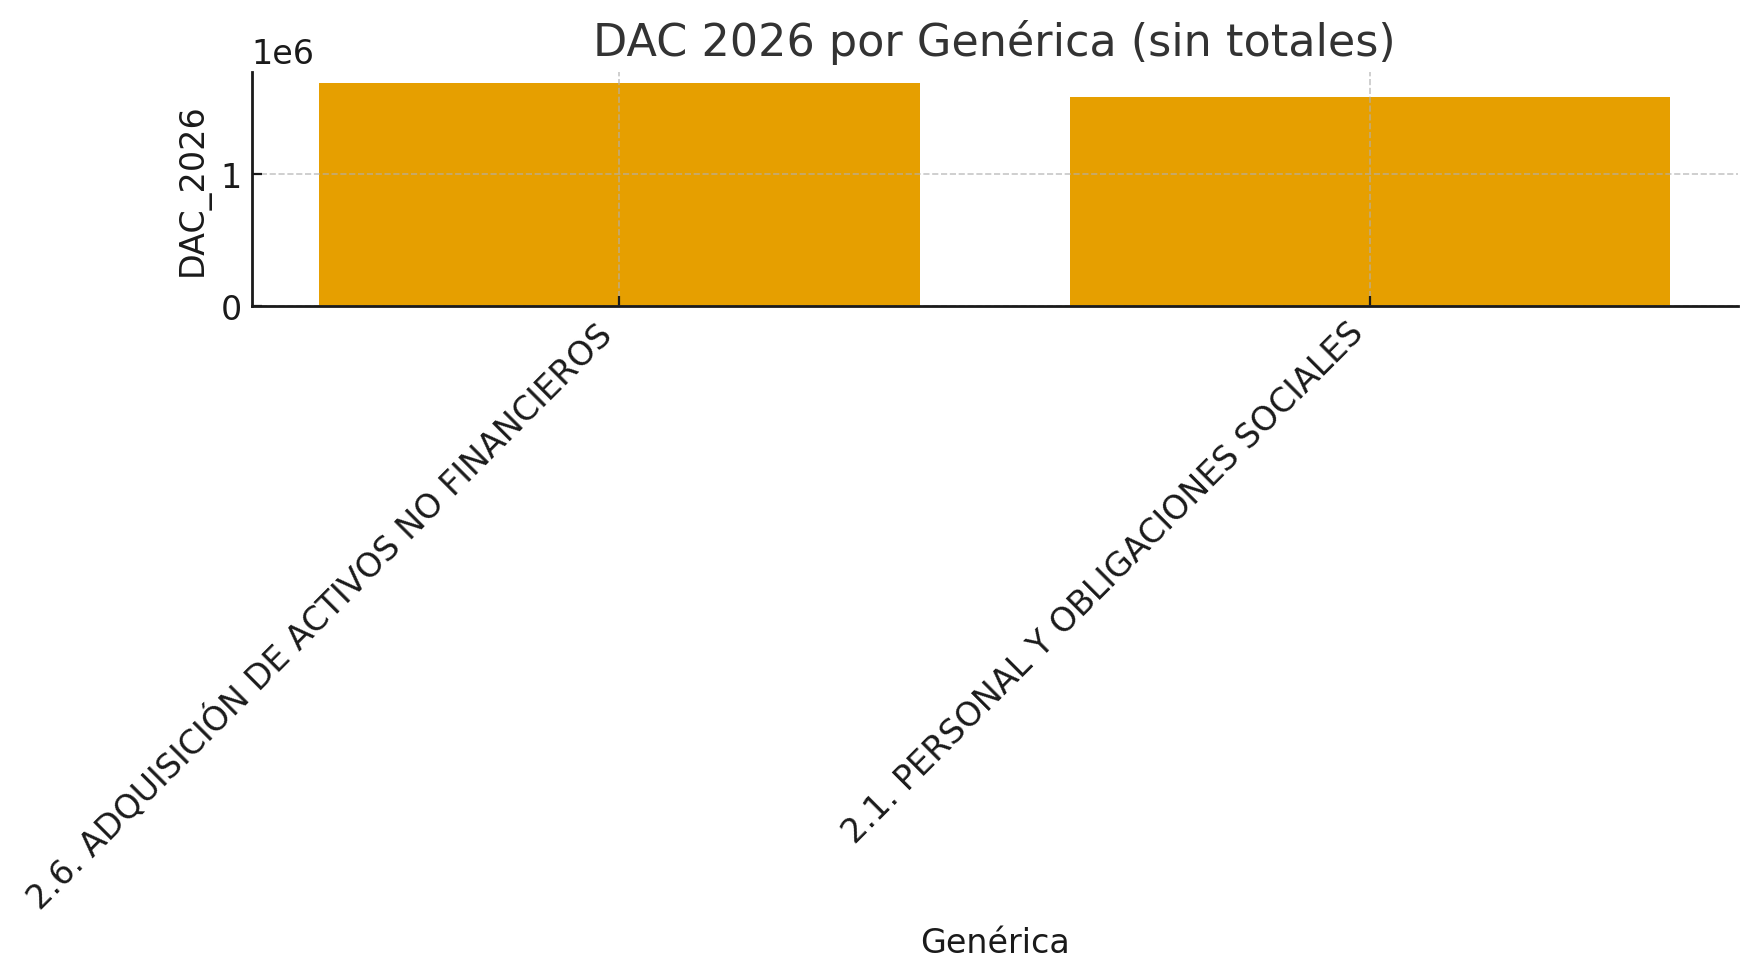 DAC 2026 por Genérica (sin totales)
1e6
DAC_2026
1
0
2.6. ADQUISICIÓN DE ACTIVOS NO FINANCIEROS
2.1. PERSONAL Y OBLIGACIONES SOCIALES
Genérica